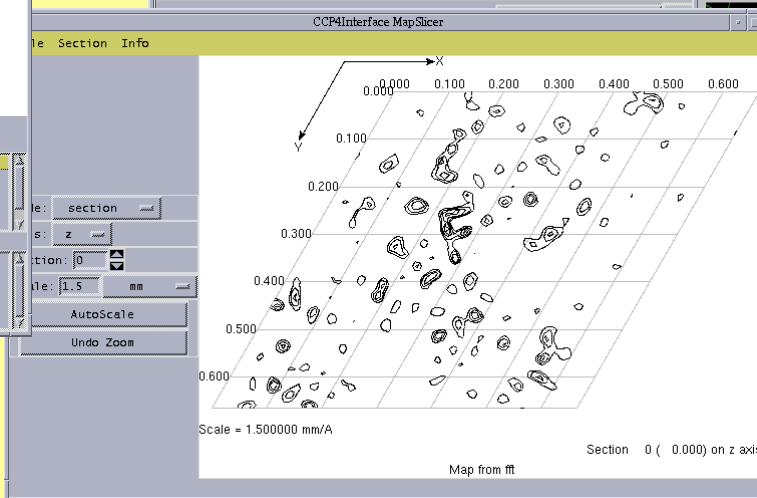 CCP4Interface MapSlicer
le Section Info
X
0.000 0.100 0.200 0.300 0.400 0.500 0.600
0.000
Y
0.100
0.200
le: section
s: z
0.300
tion: 0
0.400
ale: 1.5 mm
AutoScale
0.500
Undo Zoom
0.600
Scale = 1.500000 mm/A
Section 0 ( 0.000) on z axi
Map from fft